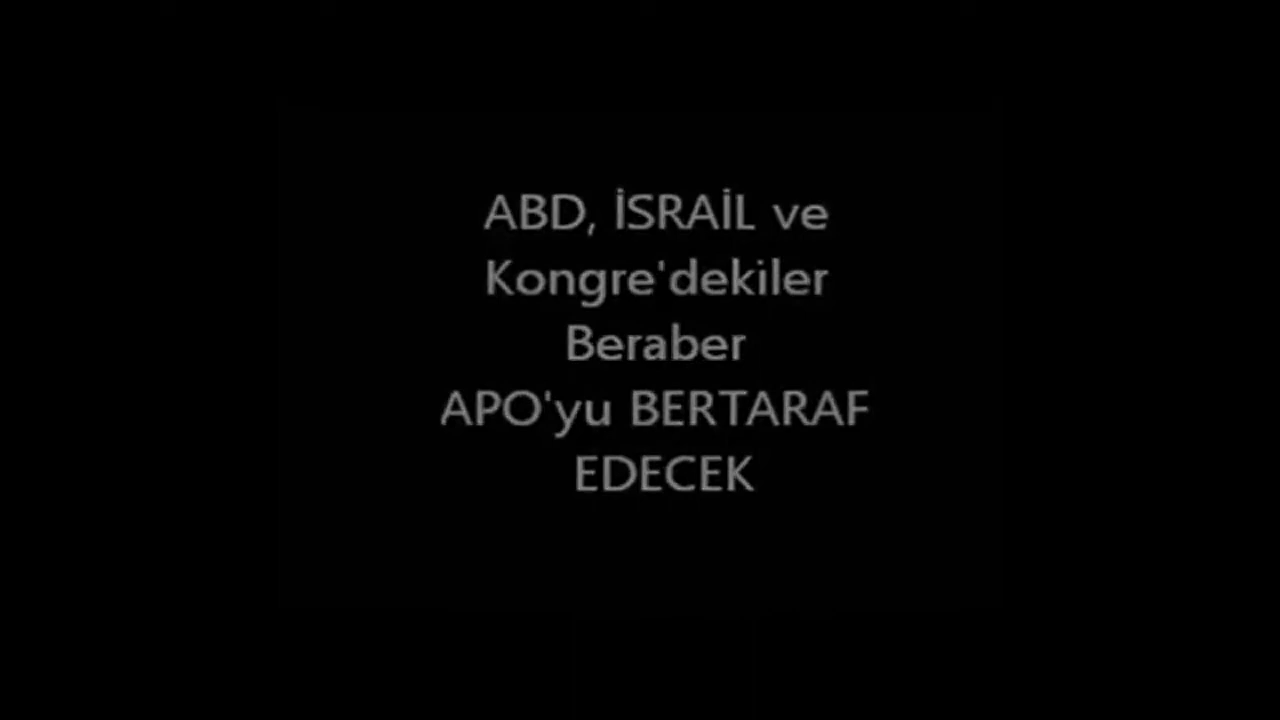 ABD, İSRAİL ve
Kongre'dekiler
Beraber
APO'yu BERTARAF
EDECEK